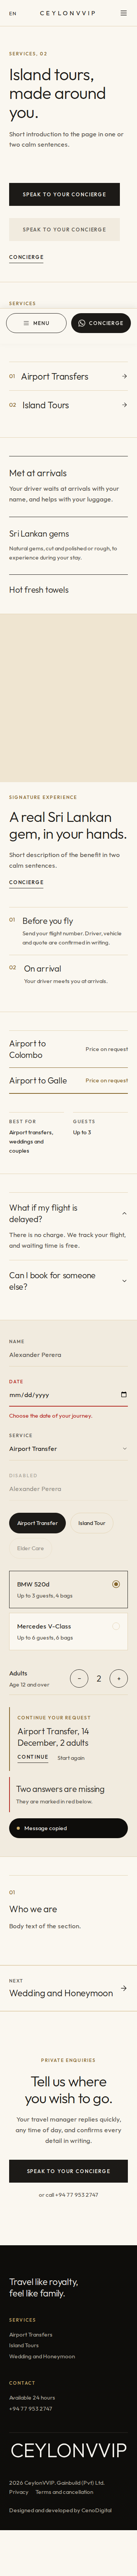 EN
CEYLONVVIP
SERVICES, 02
Island tours,
made around
you.
Short introduction to the page in one or
two calm sentences.
SPEAK TO YOUR CONCIERGE
SPEAK TO YOUR CONCIERGE
CONCIERGE
SERVICES
MENU
CONCIERGE
01 Airport Transfers
02 Island Tours
Met at arrivals
Your driver waits at arrivals with your
name, and helps with your luggage.
Sri Lankan gems
Natural gems, cut and polished or rough, to
experience during your stay.
Hot fresh towels
SIGNATURE EXPERIENCE
A real Sri Lankan
gem, in your hands.
Short description of the benefit in two
calm sentences.
CONCIERGE
01 Before you fly
Send your flight number. Driver, vehicle
and quote are confirmed in writing.
02 On arrival
Your driver meets you at arrivals.
Airport to
Colombo
Price on request
Airport to Galle
Price on request
BEST FOR
Airport transfers,
weddings and
couples
GUESTS
Up to 3
What if my flight is
delayed?
There is no charge. We track your flight,
and waiting time is free.
Can I book for someone
else?
NAME
Alexander Perera
DATE
mm/dd/yyyy
Choose the date of your journey.
SERVICE
Airport Transfer
DISABLED
Alexander Perera
Airport Transfer
Island Tour
Elder Care
BMW 520d
Up to 3 guests, 4 bags
Mercedes V-Class
Up to 6 guests, 6 bags
Adults
Age 12 and over
− 2 +
CONTINUE YOUR REQUEST
Airport Transfer, 14
December, 2 adults
CONTINUE
Start again
Two answers are missing
They are marked in red below.
Message copied
01
Who we are
Body text of the section.
NEXT
Wedding and Honeymoon
PRIVATE ENQUIRIES
Tell us where
you wish to go.
Your travel manager replies quickly,
any time of day, and confirms every
detail in writing.
SPEAK TO YOUR CONCIERGE
or call +94 77 953 2747
Travel like royalty,
feel like family.
SERVICES
Airport Transfers
Island Tours
Wedding and Honeymoon
CONTACT
Available 24 hours
+94 77 953 2747
CEYLONVVIP
2026 CeylonVVIP. Gainbuild (Pvt) Ltd.
Privacy
Terms and cancellation
Designed and developed by CenoDigital